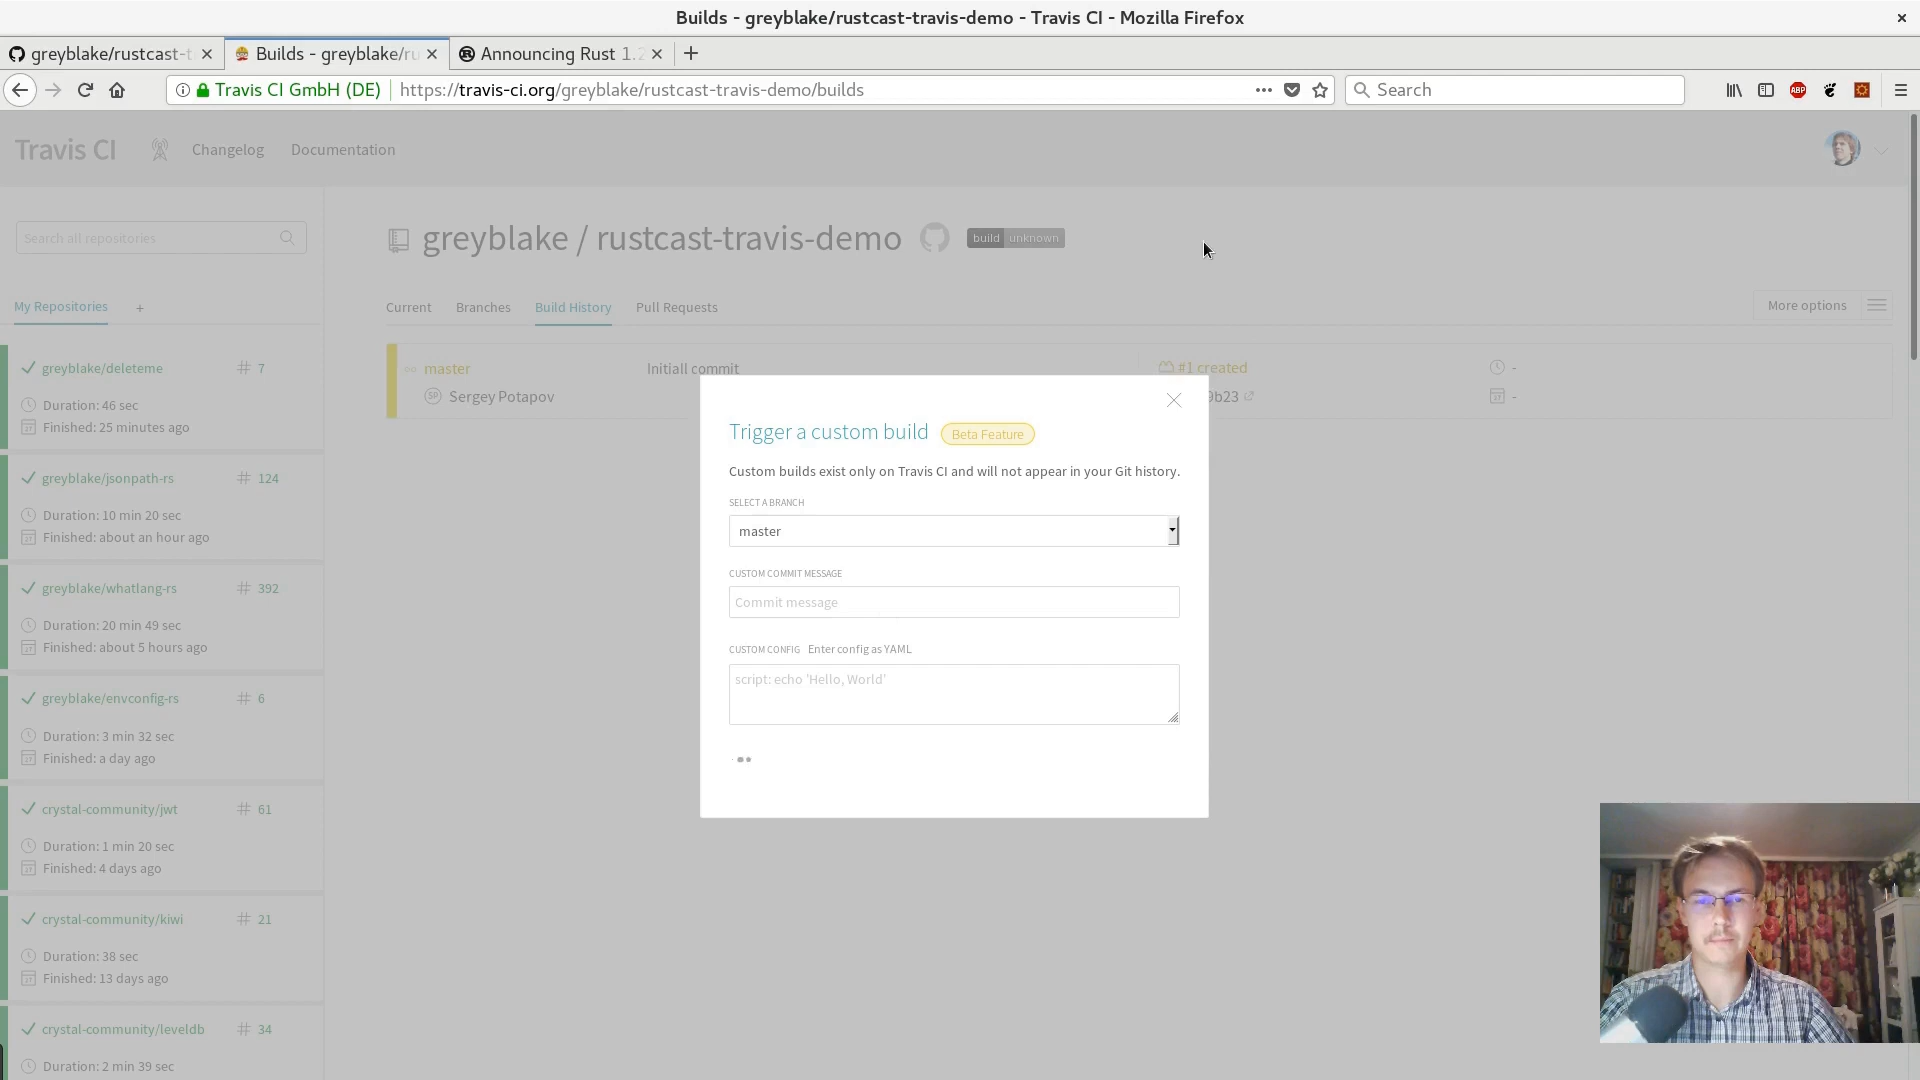 Builds - greyblake/rustcast-travis-demo - Travis CI - Mozilla Firefox
greyblake/rustcast-t
Builds - greyblake/ru
Announcing Rust 1.2
Travis CI GmbH (DE)
https://travis-ci.org/greyblake/rustcast-travis-demo/builds
Search
ABP
Travis CI
Changelog
Documentation
Search all repositories
greyblake / rustcast-travis-demo
build unknown
My Repositories +
Current
Branches
Build History
Pull Requests
More options
greyblake/deleteme # 7
Duration: 46 sec
Finished: 25 minutes ago
greyblake/jsonpath-rs # 124
Duration: 10 min 20 sec
Finished: about an hour ago
greyblake/whatlang-rs # 392
Duration: 20 min 49 sec
Finished: about 5 hours ago
greyblake/envconfig-rs # 6
Duration: 3 min 32 sec
Finished: a day ago
crystal-community/jwt # 61
Duration: 1 min 20 sec
Finished: 4 days ago
crystal-community/kiwi # 21
Duration: 38 sec
Finished: 13 days ago
crystal-community/leveldb # 34
Duration: 2 min 39 sec
master
Initiall commit
#1 created
-
SP Sergey Potapov
9b23
-
Trigger a custom build
Beta Feature
Custom builds exist only on Travis CI and will not appear in your Git history.
SELECT A BRANCH
master
CUSTOM COMMIT MESSAGE
Commit message
CUSTOM CONFIG Enter config as YAML
script: echo 'Hello, World'